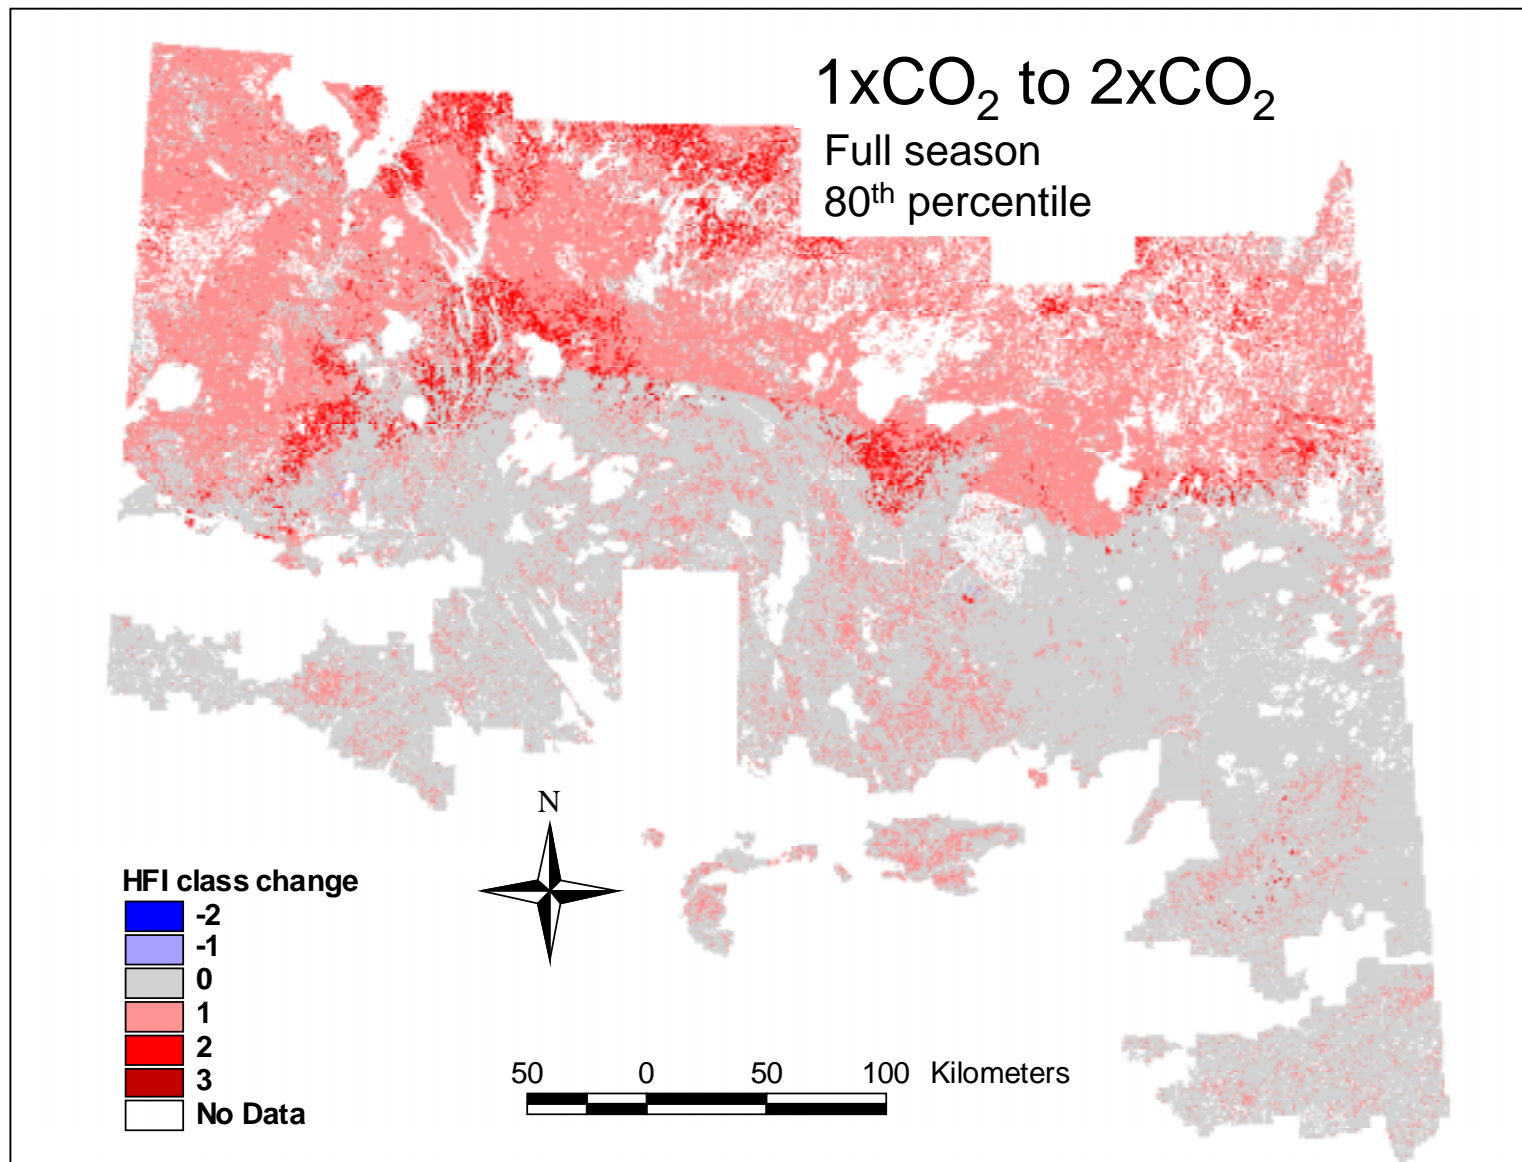 1xCO₂ to 2xCO₂
Full season
80th percentile
N
HFI class change
-2
-1
0
1
2
3
No Data
50 0 50 100 Kilometers